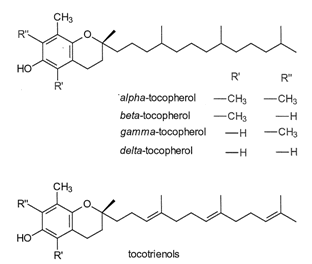 CH₃
R"
O
HO
R'
R' R"
alpha-tocopherol —CH₃ —CH₃
beta-tocopherol —CH₃ —H
gamma-tocopherol —H —CH₃
delta-tocopherol —H —H
CH₃
R"
O
HO
R'
tocotrienols